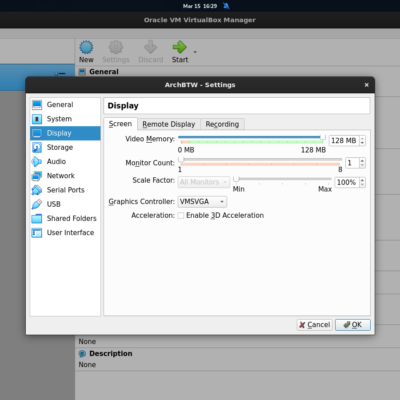 Mar 15 16:29
Oracle VM VirtualBox Manager
New Settings Discard Start
General
ArchBTW - Settings
General
System
Display
Storage
Audio
Network
Serial Ports
USB
Shared Folders
User Interface
Display
Screen Remote Display Recording
Video Memory: 128 MB
0 MB 128 MB
Monitor Count: 1
1 8
Scale Factor: All Monitors 100%
Min Max
Graphics Controller: VMSVGA
Acceleration: Enable 3D Acceleration
Cancel OK
None
Description
None